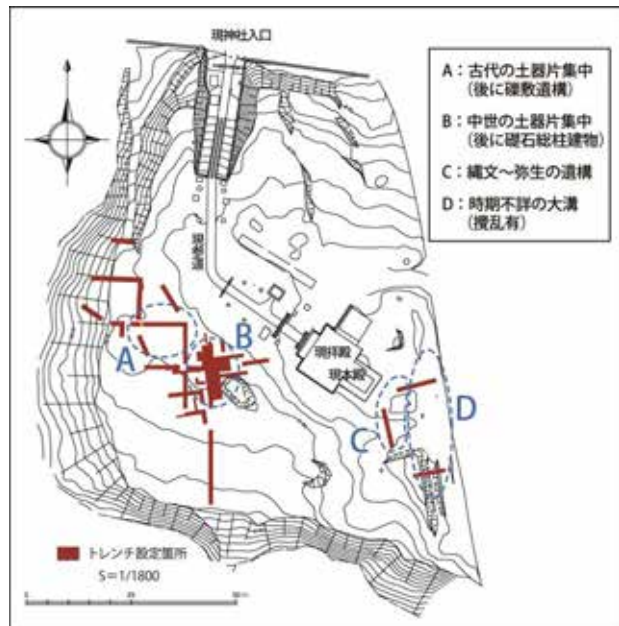 現神社入口
A：古代の土器片集中
（後に礫敷遺構）
B：中世の土器片集中
（後に礎石総柱建物）
C：縄文〜弥生の遺構
D：時期不詳の大溝
（攪乱有）
A
B
現拝殿
現本殿
C
D
トレンチ設定箇所
S＝1/1800
0
25
50 m